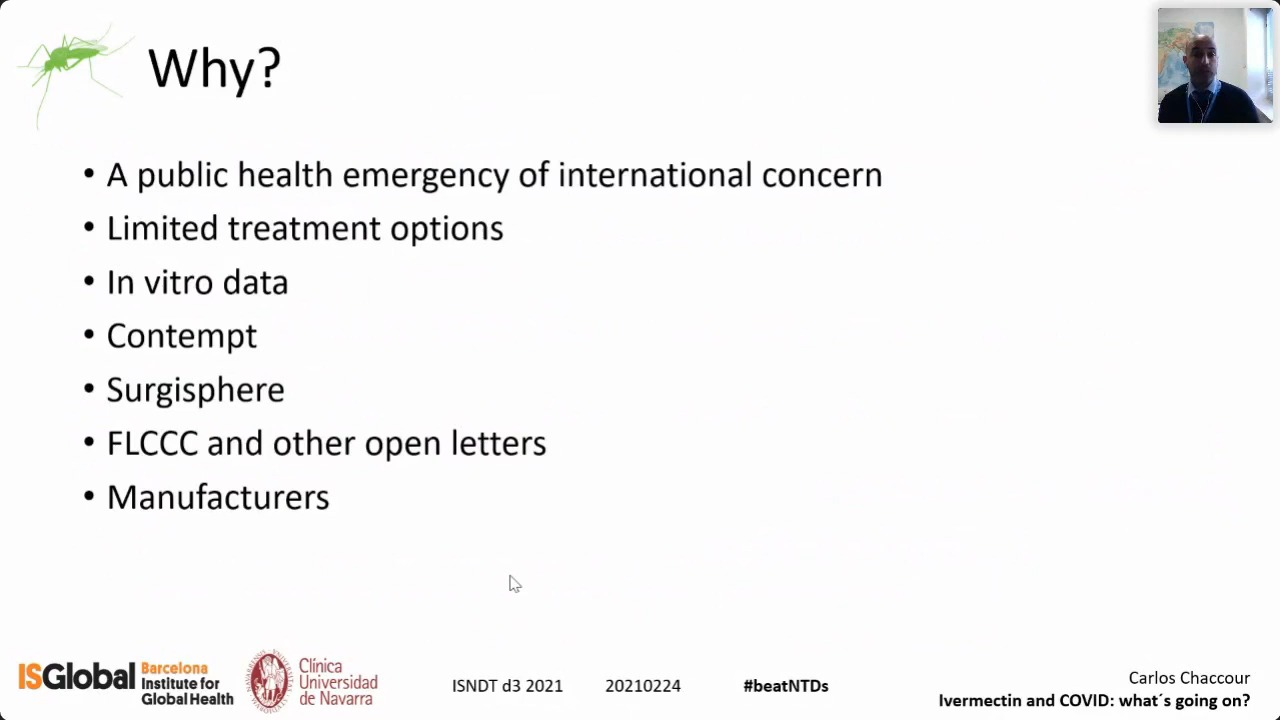 Why?
• A public health emergency of international concern
• Limited treatment options
• In vitro data
• Contempt
• Surgisphere
• FLCCC and other open letters
• Manufacturers
ISGlobal Barcelona
Institute for
Global Health
Clínica
Universidad
de Navarra
ISNDT d3 2021 20210224 #beatNTDs
Carlos Chaccour
Ivermectin and COVID: what´s going on?